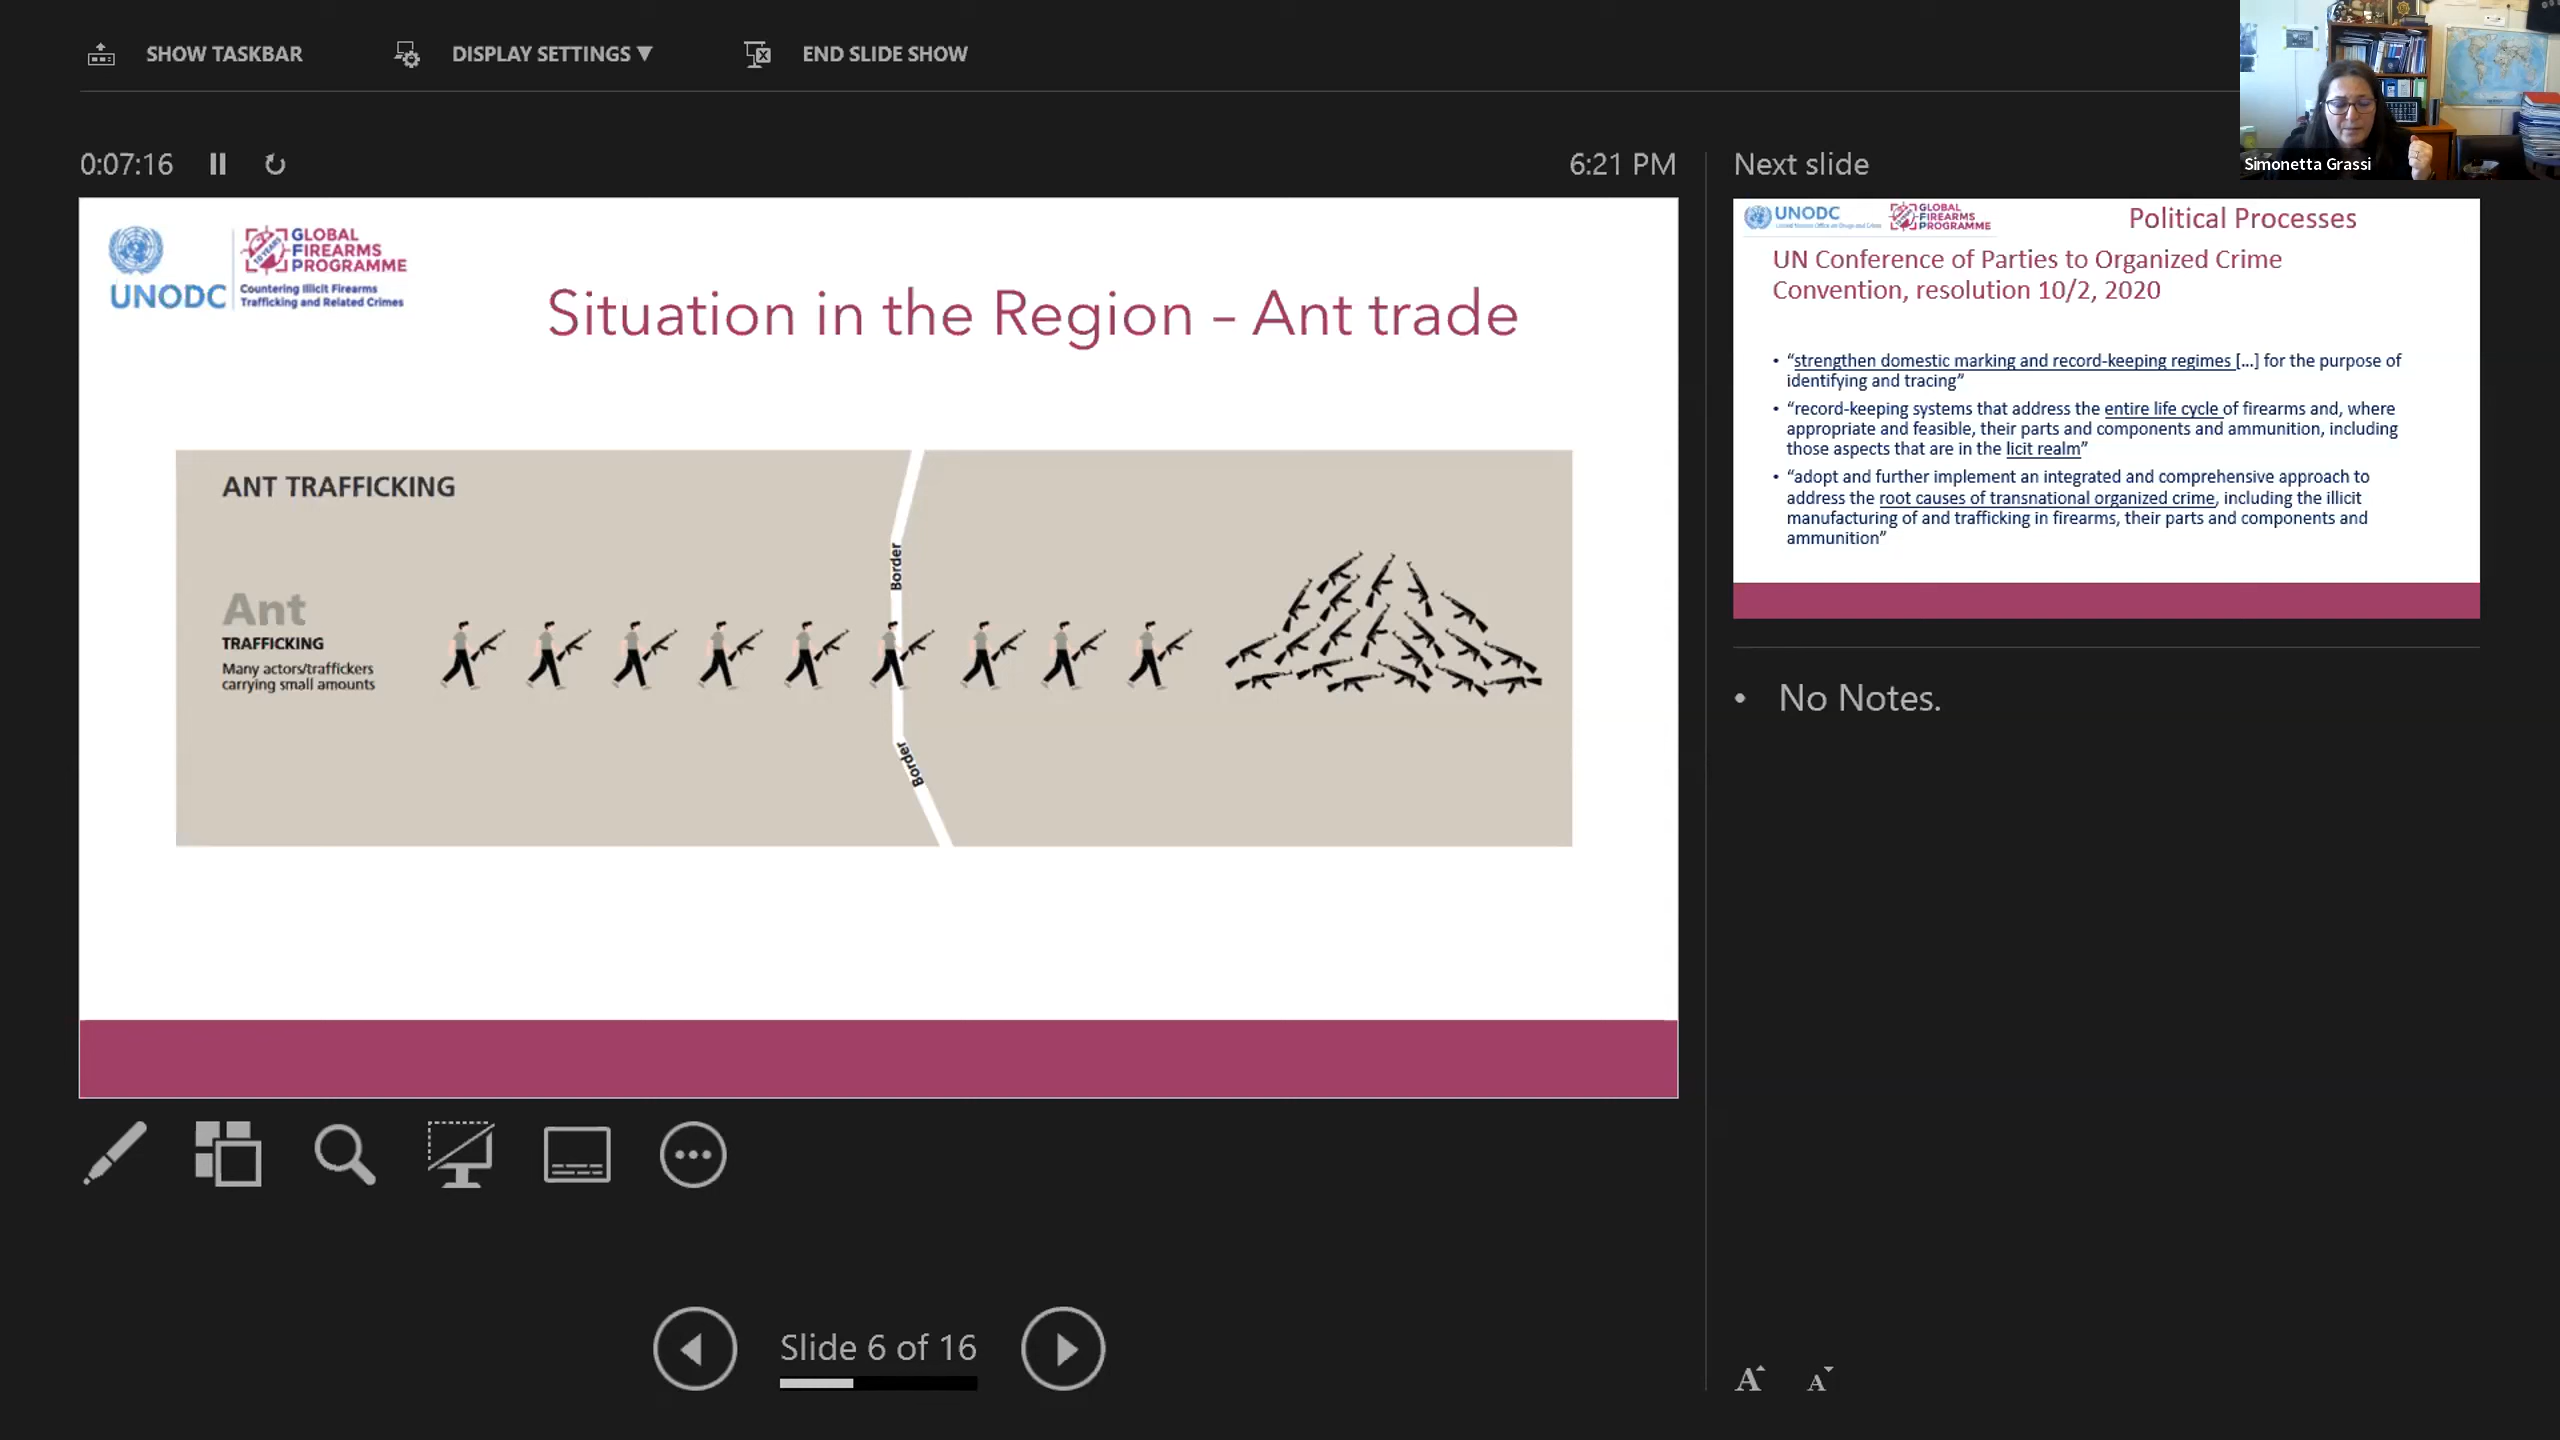 SHOW TASKBAR
DISPLAY SETTINGS ▼
END SLIDE SHOW
Simonetta Grassi
0:07:16
6:21 PM
UNODC
GLOBAL
FIREARMS
PROGRAMME
Countering Illicit Firearms
Trafficking and Related Crimes
Situation in the Region – Ant trade
ANT TRAFFICKING
Ant
TRAFFICKING
Many actors/traffickers
carrying small amounts
Border
Border
Slide 6 of 16
Next slide
UNODC
United Nations Office on Drugs and Crime
GLOBAL
FIREARMS
PROGRAMME
Political Processes
UN Conference of Parties to Organized Crime
Convention, resolution 10/2, 2020
• “strengthen domestic marking and record-keeping regimes […] for the purpose of
identifying and tracing”
• “record-keeping systems that address the entire life cycle of firearms and, where
appropriate and feasible, their parts and components and ammunition, including
those aspects that are in the licit realm”
• “adopt and further implement an integrated and comprehensive approach to
address the root causes of transnational organized crime, including the illicit
manufacturing of and trafficking in firearms, their parts and components and
ammunition”
• No Notes.
A A